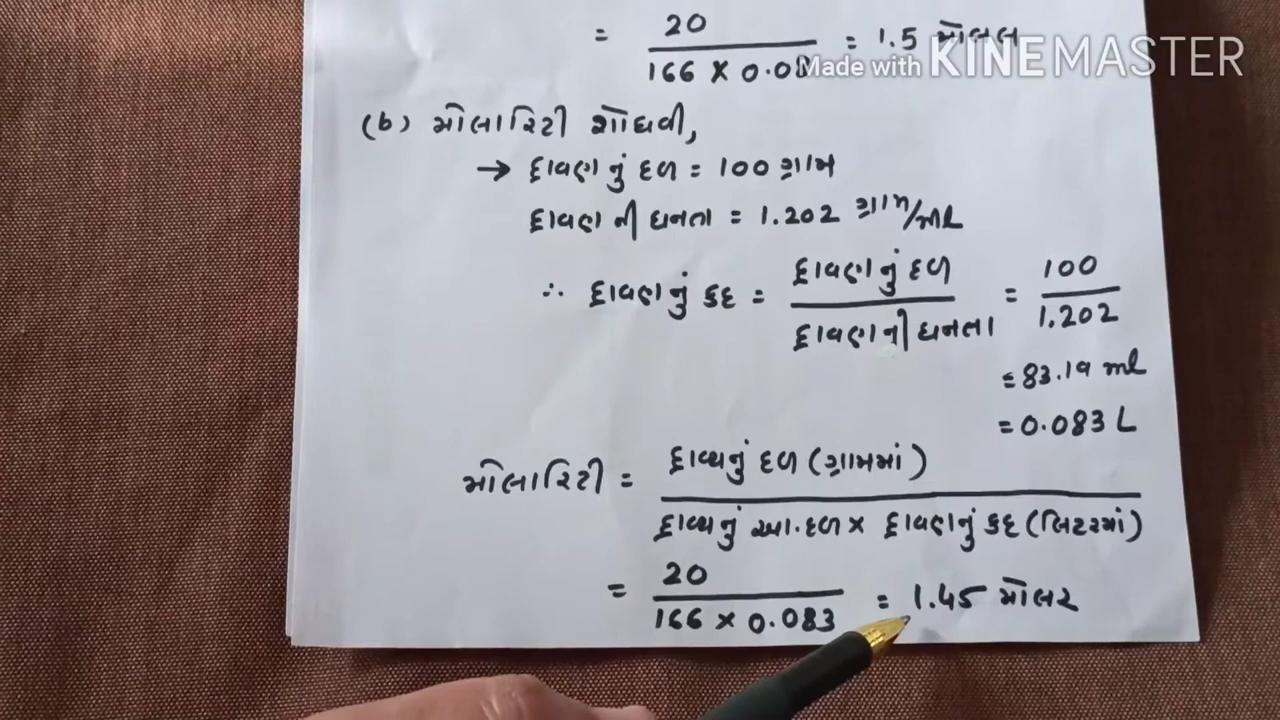 = 20 / 166 × 0.08 = 1.5 મોલલ
Made with KINEMASTER
(b) મોલારિટી શોધવી,
→ દ્રાવણનું દળ = 100 ગ્રામ
દ્રાવણની ઘનતા = 1.202 ગ્રામ/mL
∴ દ્રાવણનું કદ = દ્રાવણનું દળ / દ્રાવણની ઘનતા = 100 / 1.202
= 83.19 ml
= 0.083 L
મોલારિટી = દ્રાવ્યનું દળ (ગ્રામમાં) / દ્રાવ્યનું આ.દળ × દ્રાવણનું કદ (લિટરમાં)
= 20 / 166 × 0.083 = 1.45 મોલર